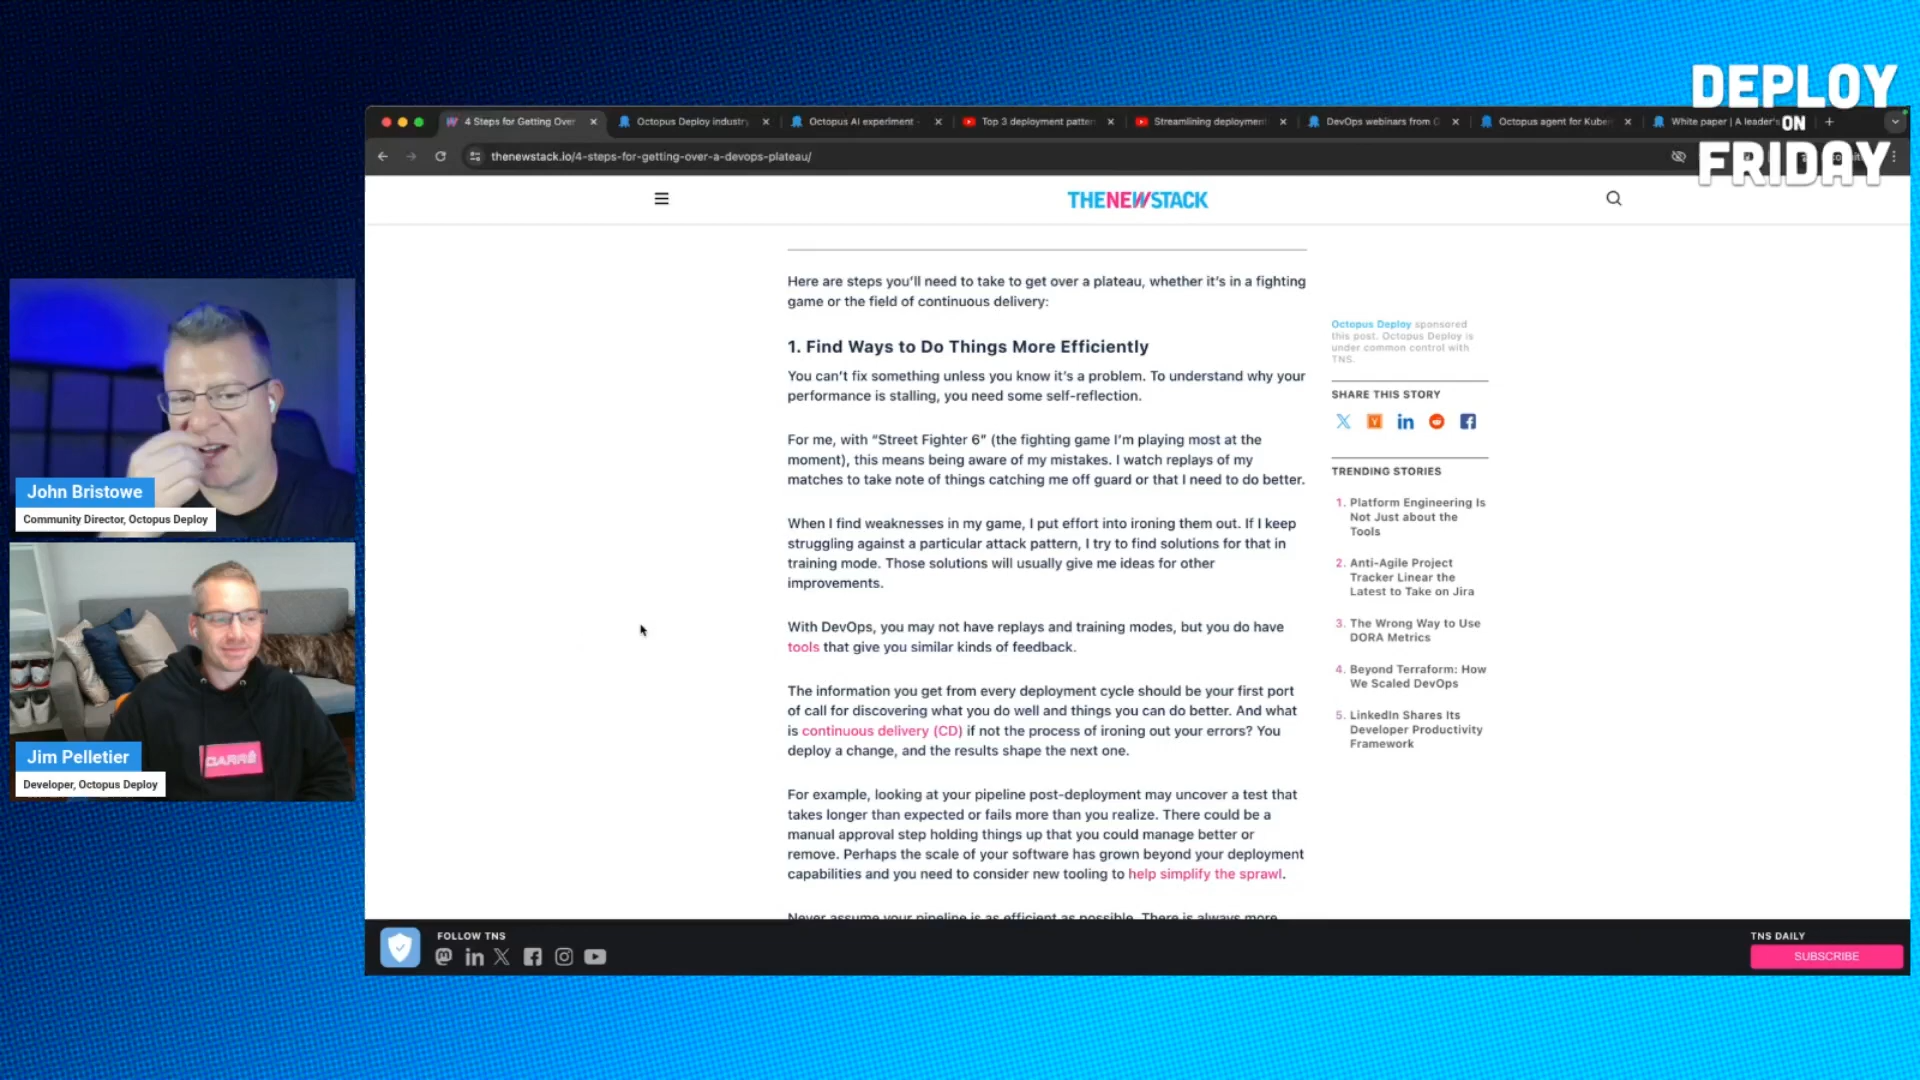 DEPLOY
ON
FRIDAY
4 Steps for Getting Over
Octopus Deploy industry
Octopus AI experiment -
Top 3 deployment patter
Streamlining deployment
DevOps webinars from O
Octopus agent for Kuber
White paper | A leader's
thenewstack.io/4-steps-for-getting-over-a-devops-plateau/
THENEWSTACK
Here are steps you'll need to take to get over a plateau, whether it's in a fighting
game or the field of continuous delivery:
1. Find Ways to Do Things More Efficiently
You can't fix something unless you know it's a problem. To understand why your
performance is stalling, you need some self-reflection.
For me, with “Street Fighter 6” (the fighting game I'm playing most at the
moment), this means being aware of my mistakes. I watch replays of my
matches to take note of things catching me off guard or that I need to do better.
When I find weaknesses in my game, I put effort into ironing them out. If I keep
struggling against a particular attack pattern, I try to find solutions for that in
training mode. Those solutions will usually give me ideas for other
improvements.
With DevOps, you may not have replays and training modes, but you do have
tools that give you similar kinds of feedback.
The information you get from every deployment cycle should be your first port
of call for discovering what you do well and things you can do better. And what
is continuous delivery (CD) if not the process of ironing out your errors? You
deploy a change, and the results shape the next one.
For example, looking at your pipeline post-deployment may uncover a test that
takes longer than expected or fails more than you realize. There could be a
manual approval step holding things up that you could manage better or
remove. Perhaps the scale of your software has grown beyond your deployment
capabilities and you need to consider new tooling to help simplify the sprawl.
Never assume your pipeline is as efficient as possible. There is always more
Octopus Deploy sponsored
this post. Octopus Deploy is
under common control with
TNS.
SHARE THIS STORY
TRENDING STORIES
1. Platform Engineering Is
Not Just about the
Tools
2. Anti-Agile Project
Tracker Linear the
Latest to Take on Jira
3. The Wrong Way to Use
DORA Metrics
4. Beyond Terraform: How
We Scaled DevOps
5. LinkedIn Shares Its
Developer Productivity
Framework
FOLLOW TNS
TNS DAILY
SUBSCRIBE
John Bristowe
Community Director, Octopus Deploy
Jim Pelletier
Developer, Octopus Deploy